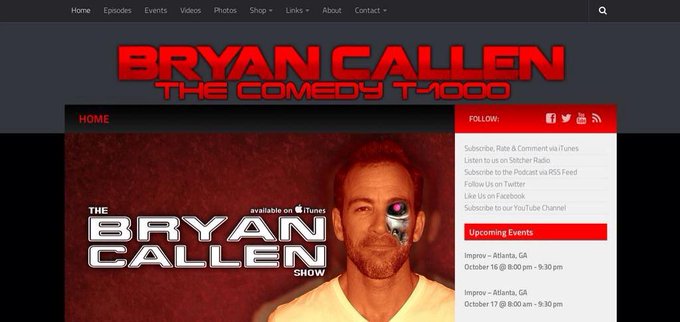 Home Episodes Events Videos Photos Shop Links About Contact
BRYAN CALLEN
THE COMEDY T-1000
HOME
FOLLOW:
THE
available on iTunes
BRYAN
CALLEN
SHOW
Subscribe, Rate & Comment via iTunes
Listen to us on Stitcher Radio
Subscribe to the Podcast via RSS Feed
Follow Us on Twitter
Like Us on Facebook
Subscribe to our YouTube Channel
Upcoming Events
Improv – Atlanta, GA
October 16 @ 8:00 pm - 9:30 pm
Improv – Atlanta, GA
October 17 @ 8:00 am - 9:30 pm